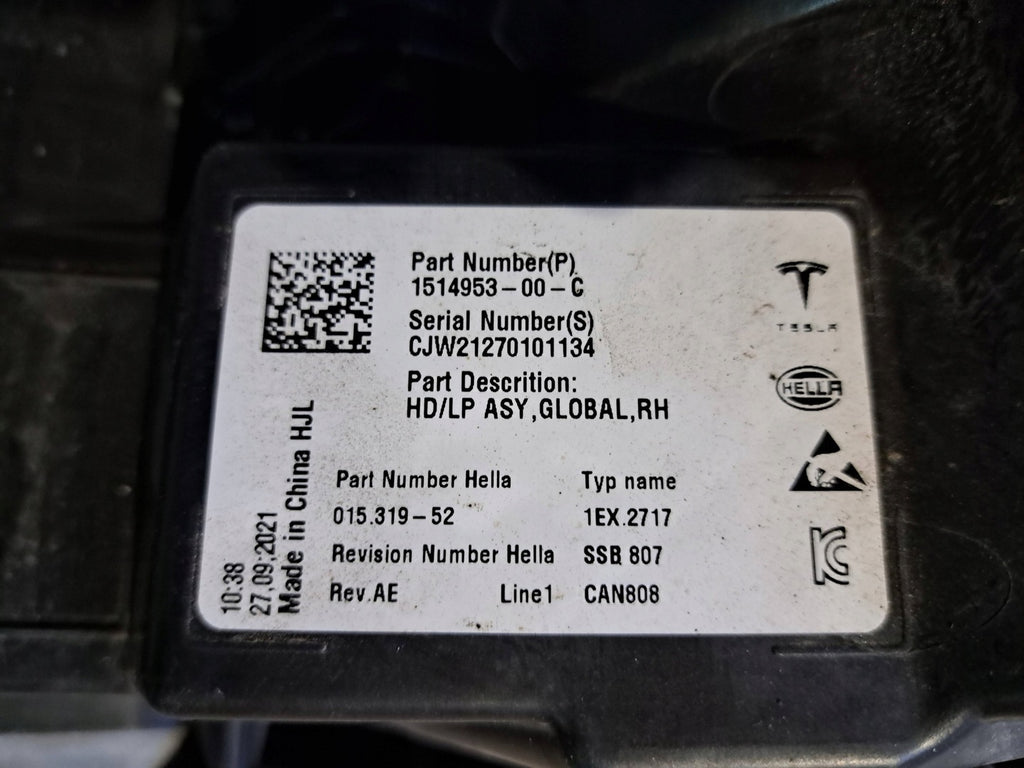 Part Number(P)
1514953-00-C
Serial Number(S)
CJW21270101134
Part Descrition:
HD/LP ASY,GLOBAL,RH
Part Number Hella Typ name
015.319-52 1EX.2717
Revision Number Hella SSB 807
Rev.AE Line1 CAN808
10:38
27,09,2021
Made in China HJL
TESLA
HELLA